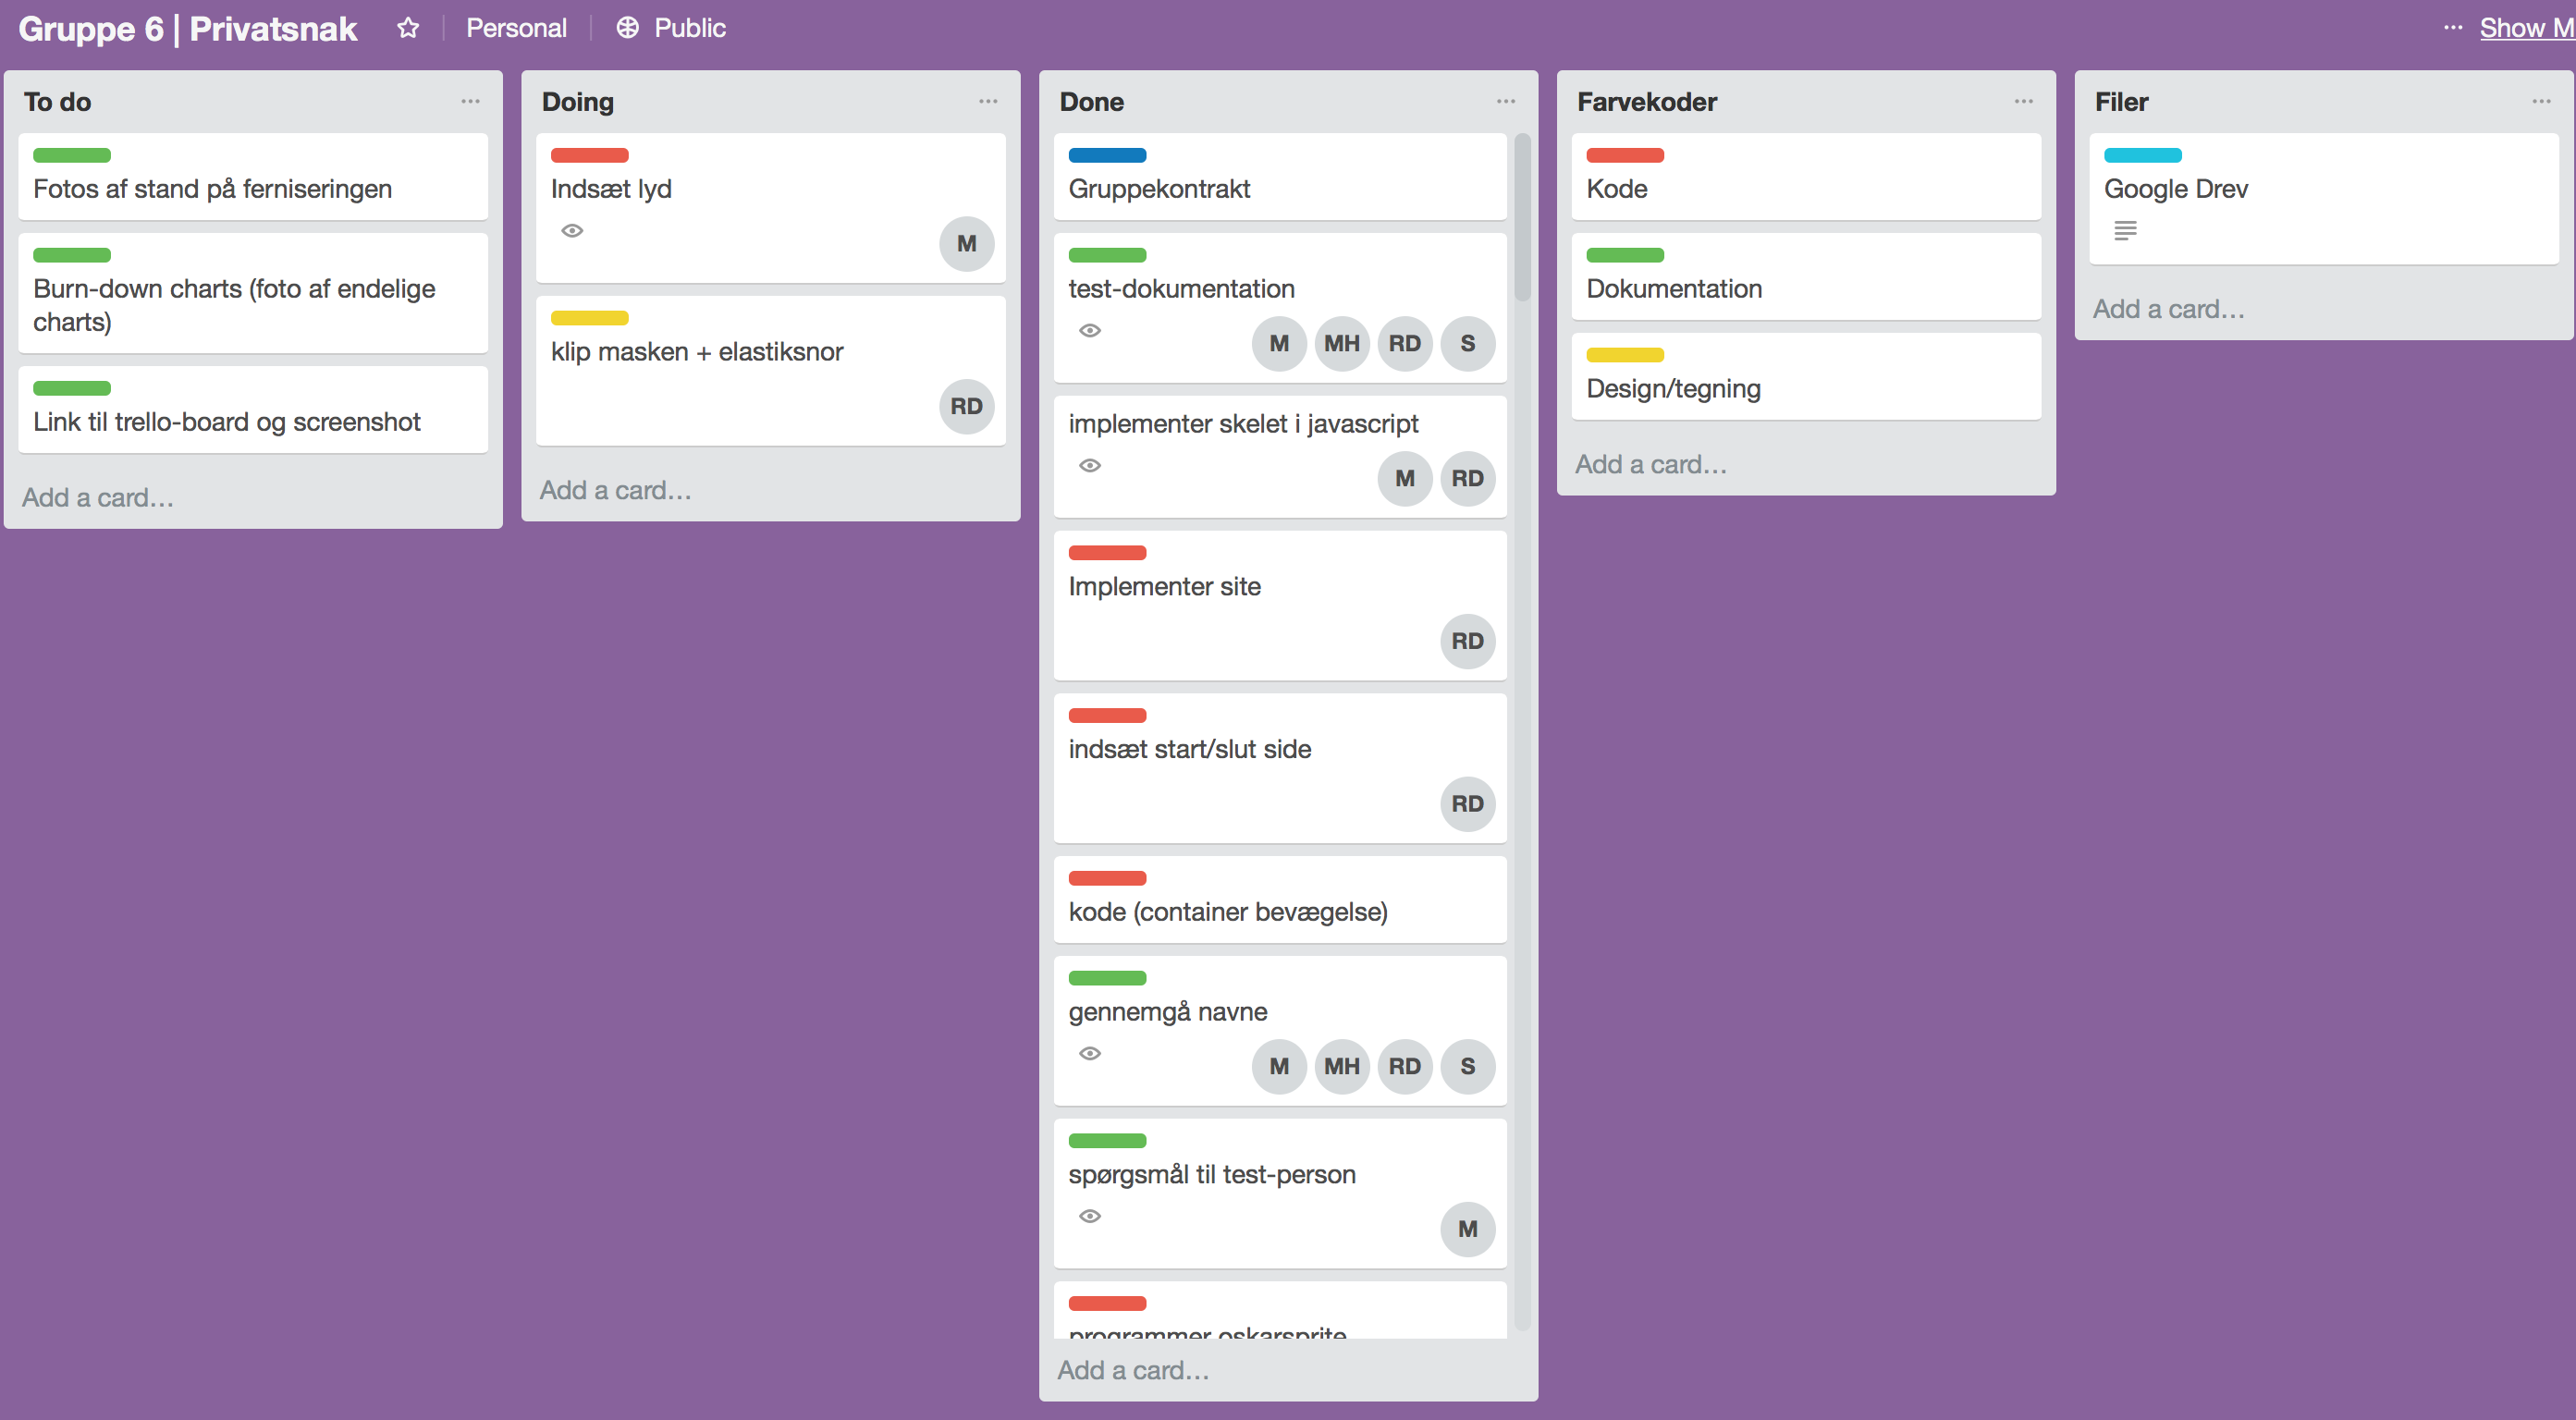 Gruppe 6 | Privatsnak
Personal
Public
Show M
To do
Fotos af stand på ferniseringen
Burn-down charts (foto af endelige
charts)
Link til trello-board og screenshot
Add a card…
Doing
Indsæt lyd
M
klip masken + elastiksnor
RD
Add a card…
Done
Gruppekontrakt
test-dokumentation
M MH RD S
implementer skelet i javascript
M RD
Implementer site
RD
indsæt start/slut side
RD
kode (container bevægelse)
gennemgå navne
M MH RD S
spørgsmål til test-person
M
programmer oskarsprite
Add a card…
Farvekoder
Kode
Dokumentation
Design/tegning
Add a card…
Filer
Google Drev
Add a card…